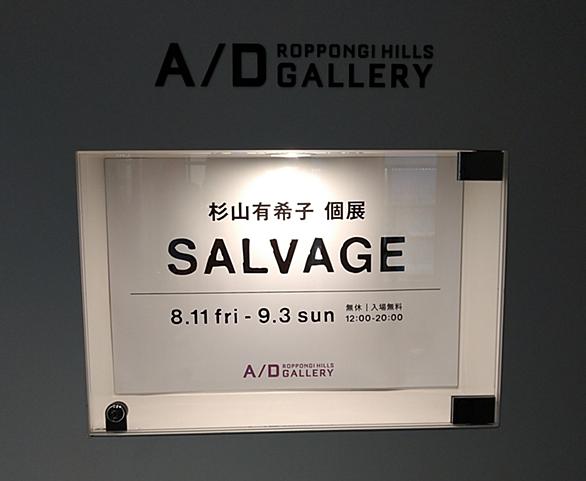 A/D ROPPONGI HILLS
GALLERY
杉山有希子 個展
SALVAGE
8.11 fri - 9.3 sun
無休 | 入場無料
12:00-20:00
A/D ROPPONGI HILLS
GALLERY